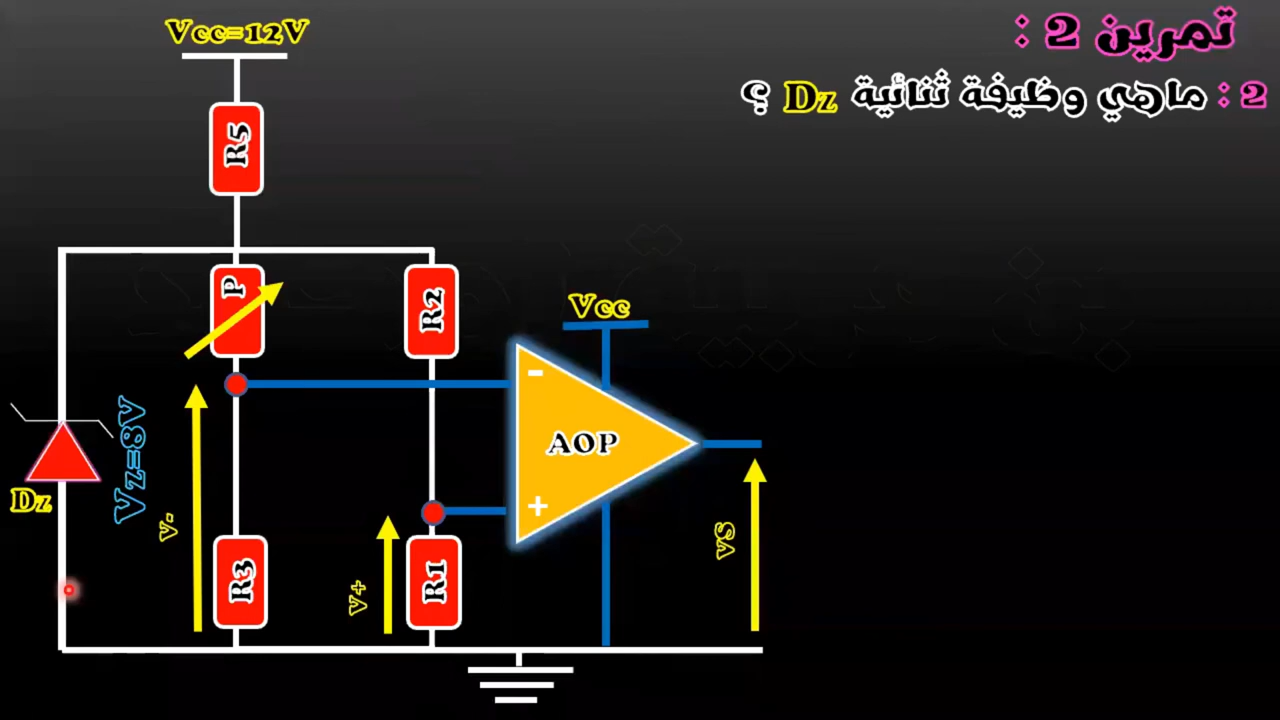 تمرين 2 :
2 : ماهي وظيفة ثنائية Dz ؟
Vcc=12V
R5
P
R2
Vcc
-
AOP
+
Vz=8V
Dz
v-
R3
v+
R1
vS